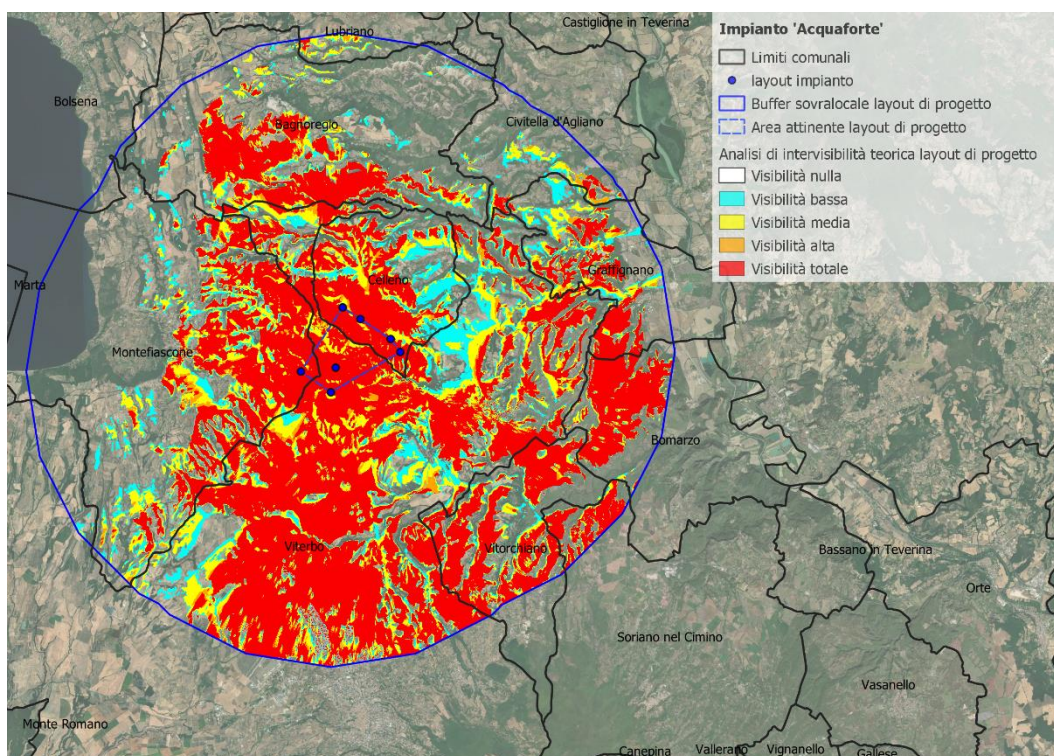 Impianto 'Acquaforte'
Limiti comunali
layout impianto
Buffer sovralocale layout di progetto
Area attinente layout di progetto
Analisi di intervisibilità teorica layout di progetto
Visibilità nulla
Visibilità bassa
Visibilità media
Visibilità alta
Visibilità totale
Castiglione in Teverina
Lubriano
Bolsena
Bagnoregio
Civitella d'Agliano
Celleno
Graffignano
Marta
Montefiascone
Bomarzo
Viterbo
Vitorchiano
Bassano in Teverina
Orte
Soriano nel Cimino
Vasanello
Monte Romano
Canepina
Vallerano
Vignanello
Gallese